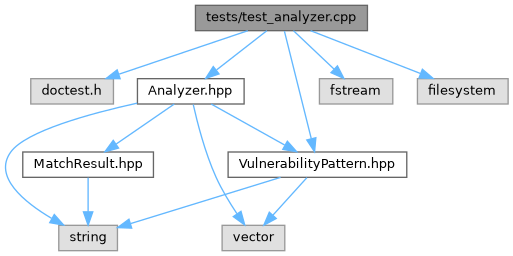 tests/test_analyzer.cpp
doctest.h
Analyzer.hpp
fstream
filesystem
MatchResult.hpp
VulnerabilityPattern.hpp
string
vector